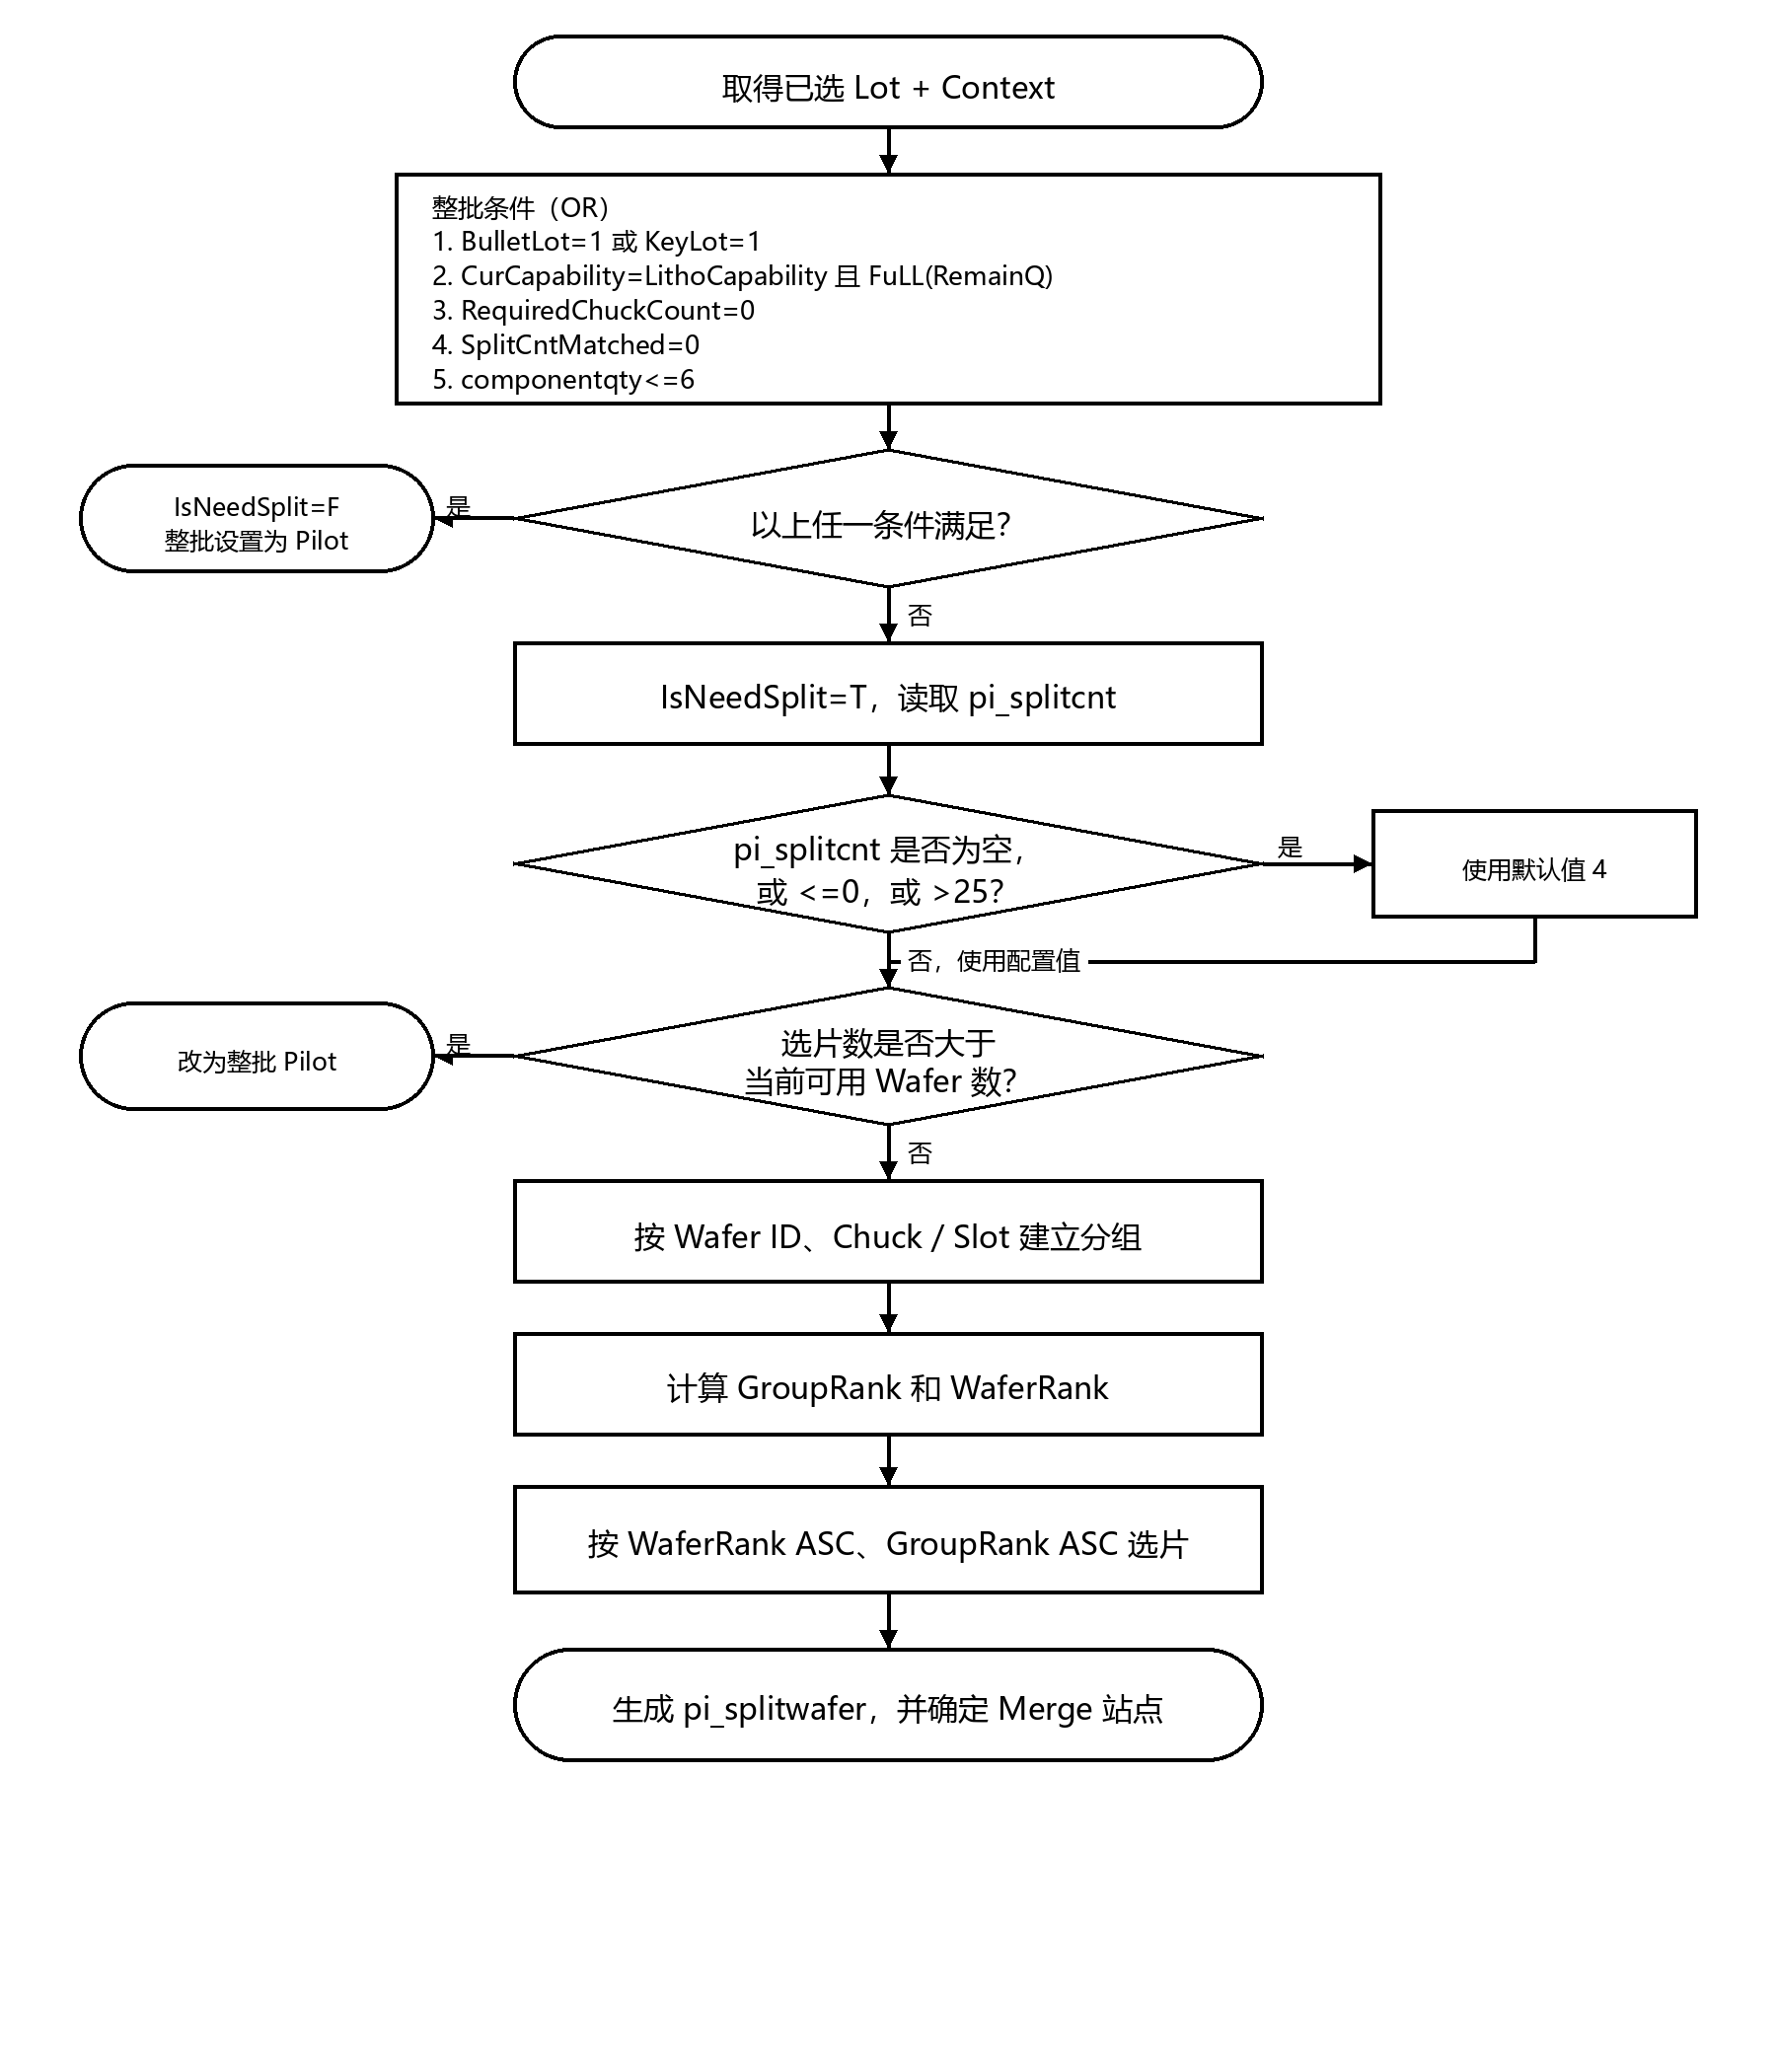 取得已选 Lot + Context
整批条件（OR）
1. BulletLot=1 或 KeyLot=1
2. CurCapability=LithoCapability 且 FuLL(RemainQ)
3. RequiredChuckCount=0
4. SplitCntMatched=0
5. componentqty<=6
以上任一条件满足？
是
IsNeedSplit=F
整批设置为 Pilot
否
IsNeedSplit=T，读取 pi_splitcnt
pi_splitcnt 是否为空，
或 <=0，或 >25？
是
使用默认值 4
否，使用配置值
选片数是否大于
当前可用 Wafer 数？
是
改为整批 Pilot
否
按 Wafer ID、Chuck / Slot 建立分组
计算 GroupRank 和 WaferRank
按 WaferRank ASC、GroupRank ASC 选片
生成 pi_splitwafer，并确定 Merge 站点